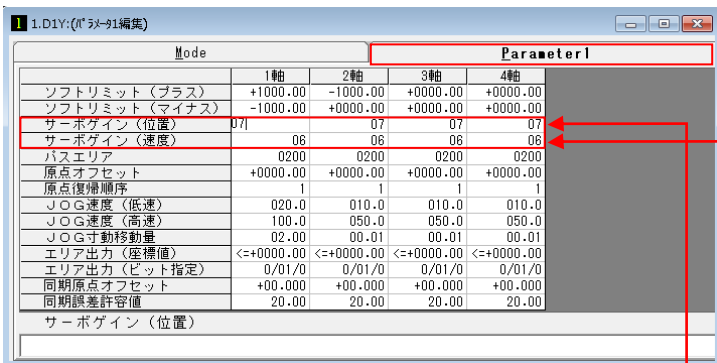 1 1.D1Y:(ﾊﾟﾗﾒｰﾀ1編集)
Mode Parameter1
1軸 2軸 3軸 4軸
ソフトリミット（プラス） +1000.00 -1000.00 +0000.00 +0000.00
ソフトリミット（マイナス） -1000.00 +0000.00 +0000.00 +0000.00
サーボゲイン（位置） 07 07 07 07
サーボゲイン（速度） 06 06 06 06
パスエリア 0200 0200 0200 0200
原点オフセット +0000.00 +0000.00 +0000.00 +0000.00
原点復帰順序 1 1 1 1
ＪＯＧ速度（低速） 020.0 010.0 010.0 010.0
ＪＯＧ速度（高速） 100.0 050.0 050.0 050.0
ＪＯＧ寸動移動量 02.00 00.01 00.01 00.01
エリア出力（座標値） <=+0000.00 <=+0000.00 <=+0000.00 <=+0000.00
エリア出力（ビット指定） 0/01/0 0/01/0 0/01/0 0/01/0
同期原点オフセット +00.000 +00.000 +00.000 +00.000
同期誤差許容値 20.00 20.00 20.00 20.00
サーボゲイン（位置）